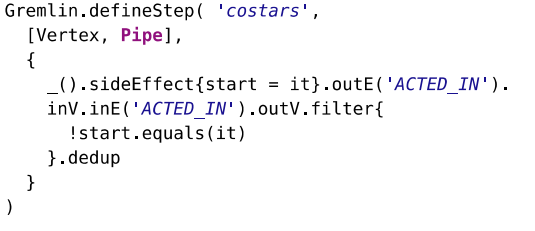 Gremlin.defineStep( 'costars',
  [Vertex, Pipe],
  {
    _().sideEffect{start = it}.outE('ACTED_IN').
    inV.inE('ACTED_IN').outV.filter{
      !start.equals(it)
    }.dedup
  }
)